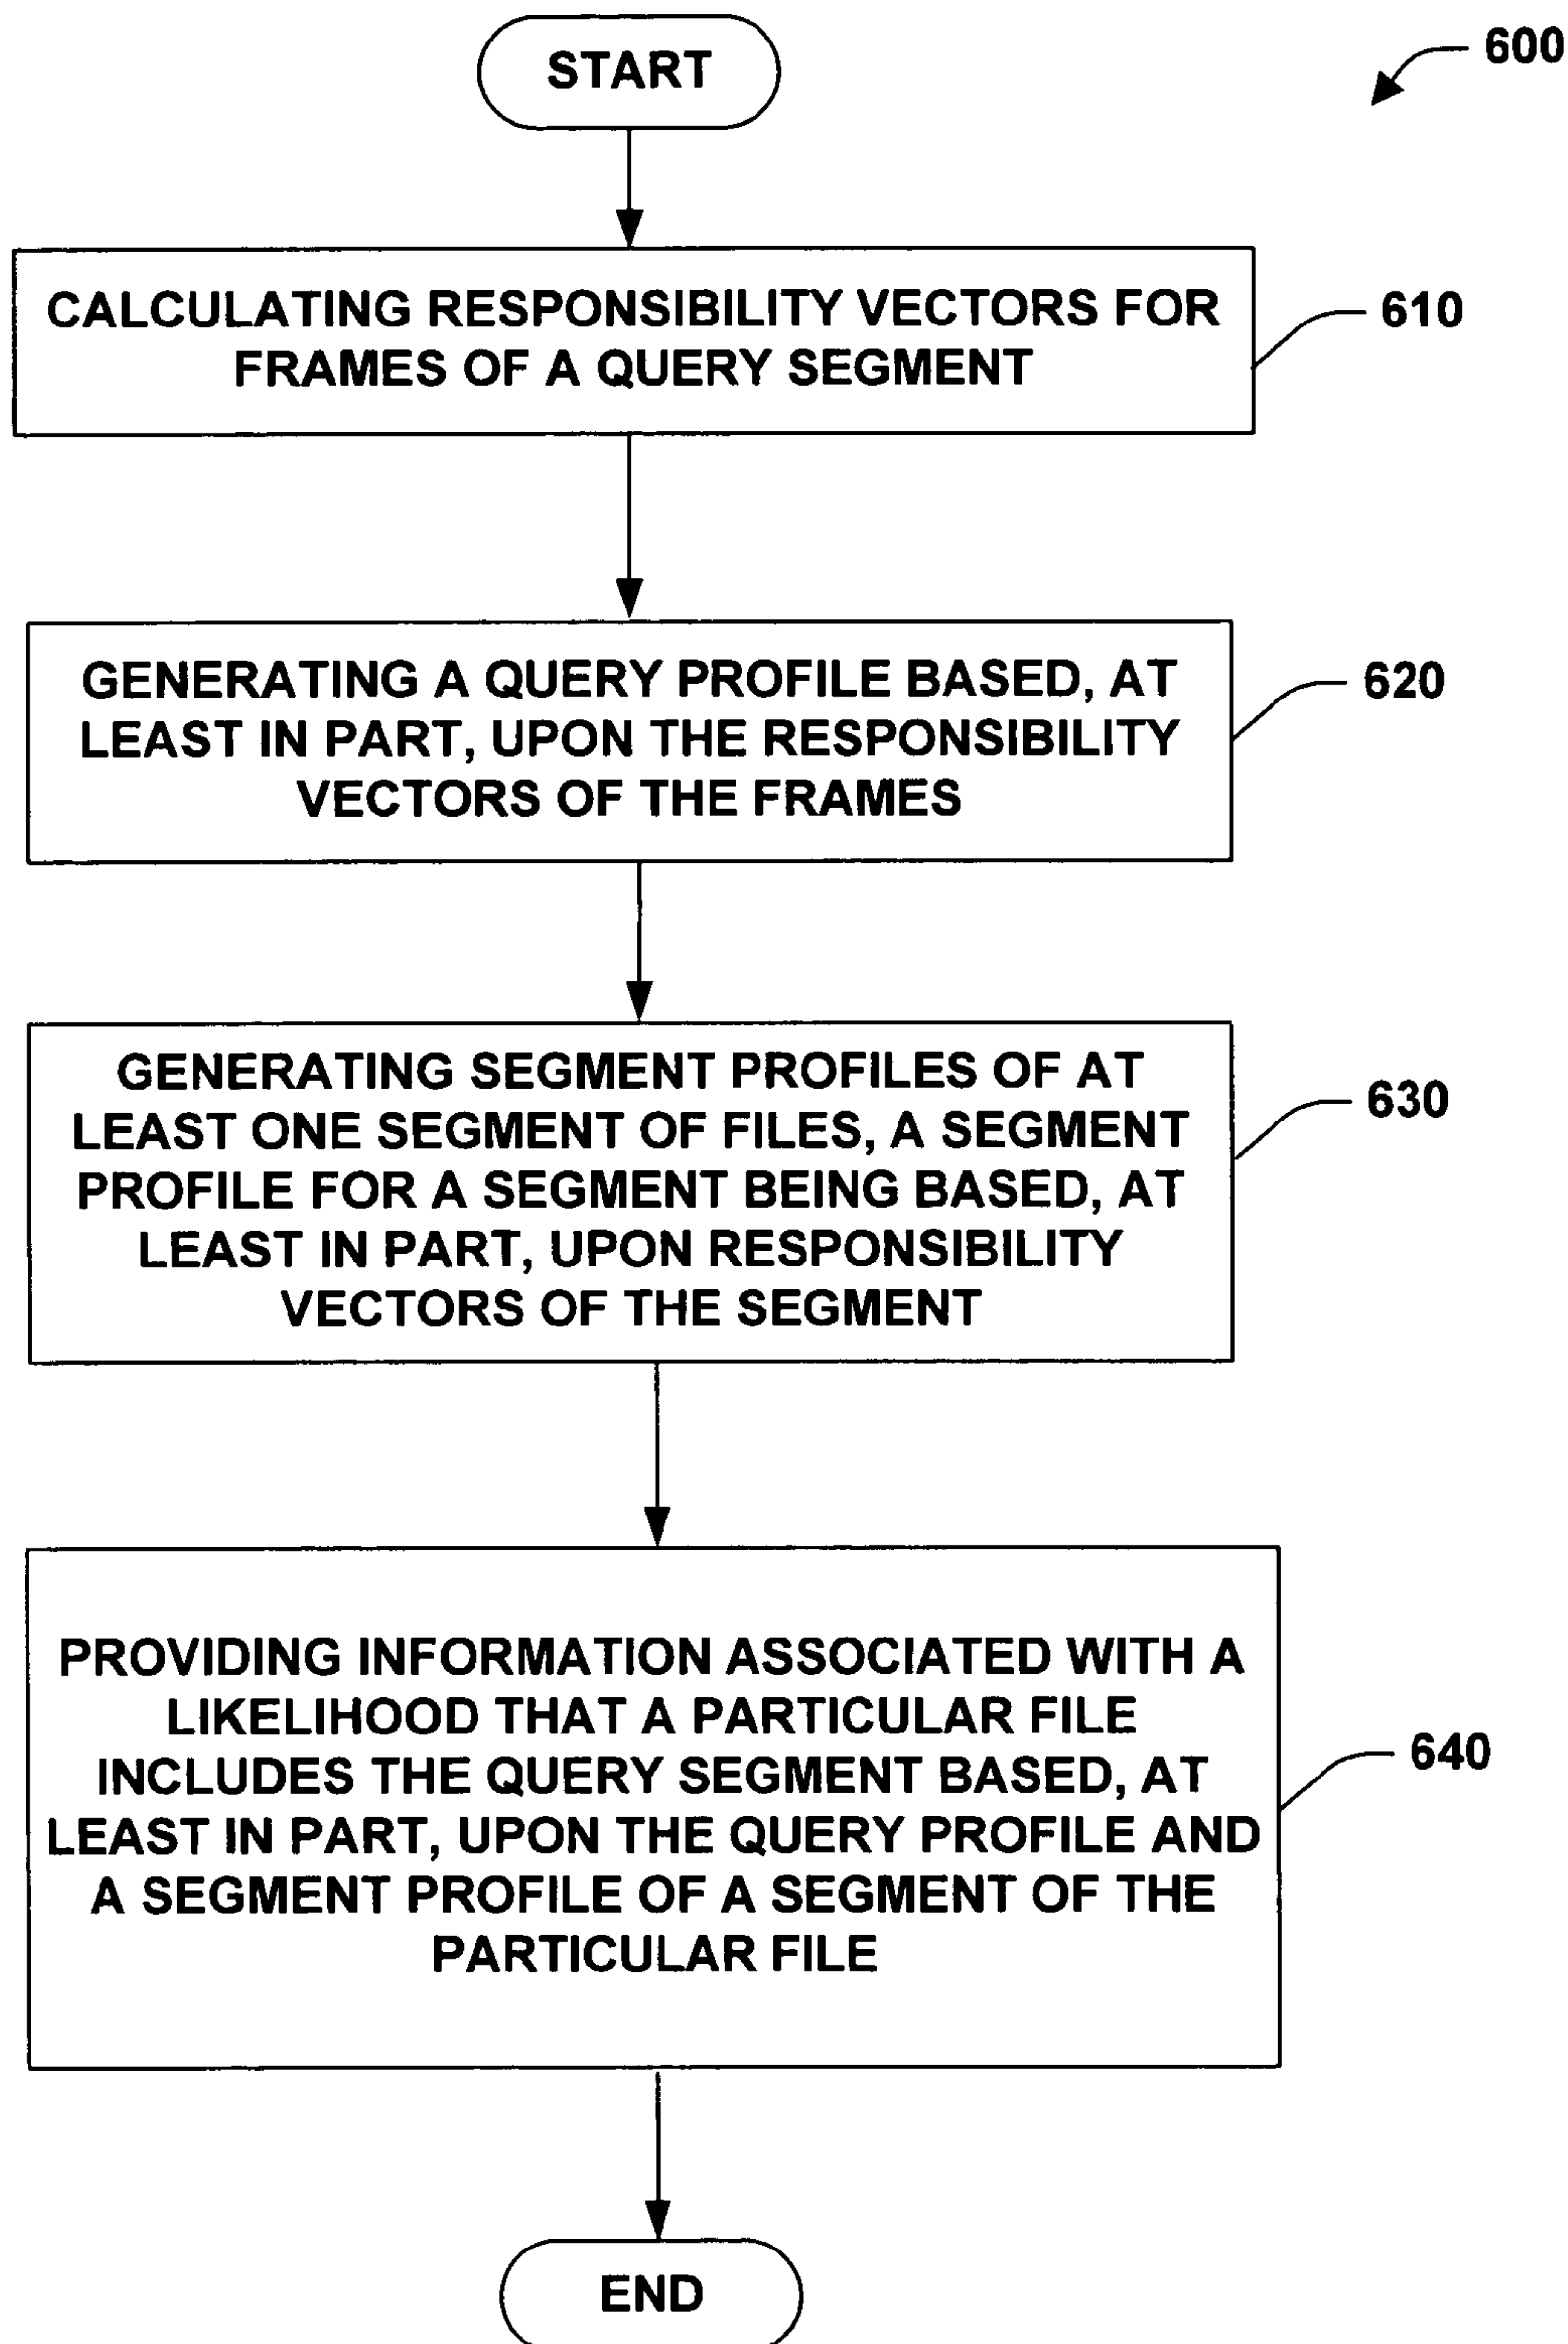 START
600
CALCULATING RESPONSIBILITY VECTORS FOR
FRAMES OF A QUERY SEGMENT
610
GENERATING A QUERY PROFILE BASED, AT
LEAST IN PART, UPON THE RESPONSIBILITY
VECTORS OF THE FRAMES
620
GENERATING SEGMENT PROFILES OF AT
LEAST ONE SEGMENT OF FILES, A SEGMENT
PROFILE FOR A SEGMENT BEING BASED, AT
LEAST IN PART, UPON RESPONSIBILITY
VECTORS OF THE SEGMENT
630
PROVIDING INFORMATION ASSOCIATED WITH A
LIKELIHOOD THAT A PARTICULAR FILE
INCLUDES THE QUERY SEGMENT BASED, AT
LEAST IN PART, UPON THE QUERY PROFILE AND
A SEGMENT PROFILE OF A SEGMENT OF THE
PARTICULAR FILE
640
END